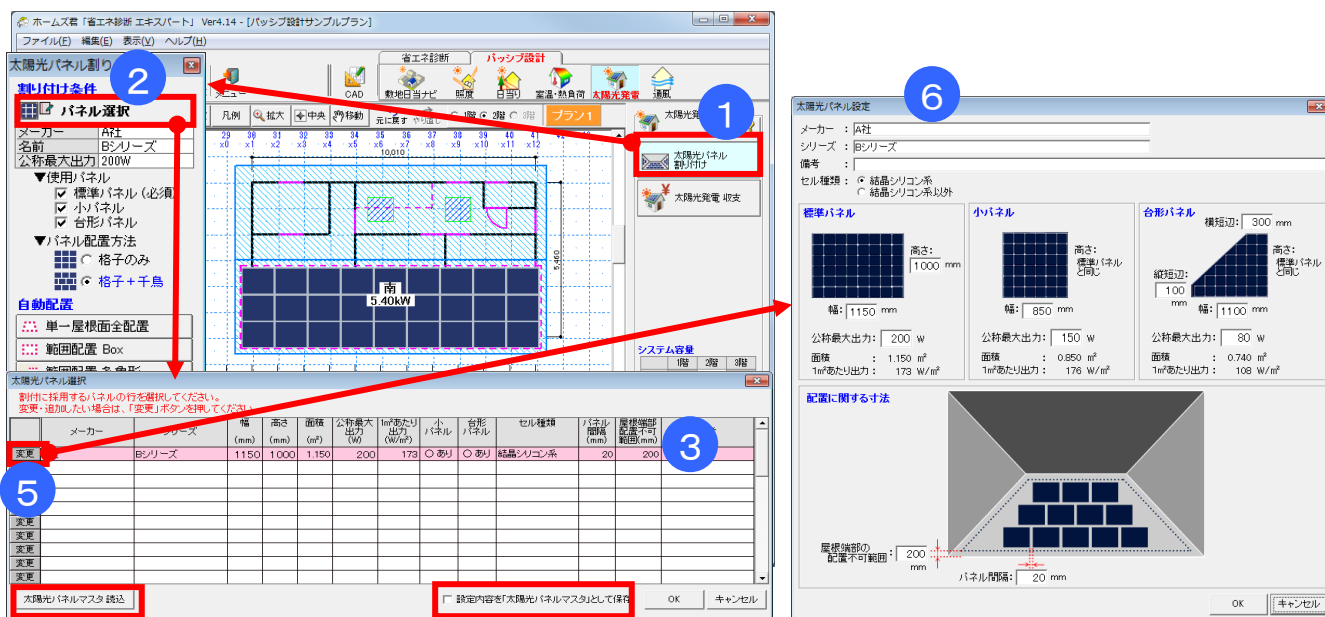 ホームズ君「省エネ診断 エキスパート」 Ver4.14 - [パッシブ設計サンプルプラン]
ファイル(F) 編集(E) 表示(V) ヘルプ(H)
省エネ診断 パッシブ設計
メニュー CAD 敷地日当ナビ 照度 日当り 室温・熱負荷 太陽光発電 通風
凡例 拡大 中央 移動 元に戻す やり直し 1階 2階 3階 プラン1
29 30 31 32 34 35 36 37 38 39 40 41
x0 x1 x2 x3 x4 x5 x6 x7 x8 x9 x10 x11 x12
10,010
5,460
南
5.40kW
1
太陽光パネル
割り付け
太陽光発電 収支
システム容量
1階 2階 3階
太陽光パネル割り
2
割り付け条件
パネル選択
メーカー A社
名前 Bシリーズ
公称最大出力 200W
▼使用パネル
標準パネル (必須)
小パネル
台形パネル
▼パネル配置方法
格子のみ
格子+千鳥
自動配置
単一屋根面全配置
範囲配置 Box
範囲配置 多角形
太陽光パネル選択
割付に採用するパネルの行を選択してください。
変更・追加したい場合は、「変更」ボタンを押してください。
メーカー シリーズ 幅(mm) 高さ(mm) 面積(m²) 公称最大出力(W) 1m²あたり出力(W/m²) 小パネル 台形パネル セル種類 パネル間隔(mm) 屋根端部配置不可範囲(mm)
変更 Bシリーズ 1150 1000 1.150 200 173 ○あり ○あり 結晶シリコン系 20 200
3
5
変更
変更
変更
変更
変更
太陽光パネルマスタ 読込
設定内容を「太陽光パネルマスタ」として保存
OK キャンセル
6
太陽光パネル設定
メーカー : A社
シリーズ : Bシリーズ
備考 :
セル種類 : 結晶シリコン系
結晶シリコン系以外
標準パネル
高さ:
1000 mm
幅: 1150 mm
公称最大出力: 200 W
面積 : 1.150 m²
1m²あたり出力 : 173 W/m²
小パネル
高さ:
標準パネル
と同じ
幅: 850 mm
公称最大出力: 150 W
面積 : 0.850 m²
1m²あたり出力 : 176 W/m²
台形パネル
横短辺: 300 mm
高さ:
標準パネル
と同じ
縦短辺:
100
mm
幅: 1100 mm
公称最大出力: 80 W
面積 : 0.740 m²
1m²あたり出力 : 108 W/m²
配置に関する寸法
屋根端部の
配置不可範囲 : 200
mm
パネル間隔: 20 mm
OK キャンセル